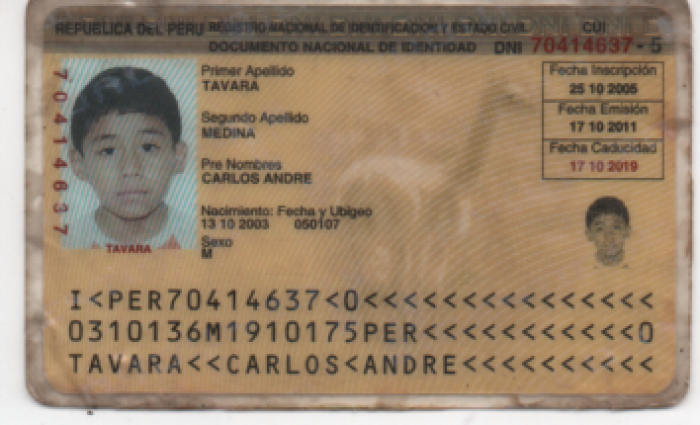 REPUBLICA DEL PERU REGISTRO NACIONAL DE IDENTIFICACION Y ESTADO CIVIL CUI
DOCUMENTO NACIONAL DE IDENTIDAD DNI 70414637 - 5
70414637
Primer Apellido
TAVARA
Segundo Apellido
MEDINA
Pre Nombres
CARLOS ANDRE
Nacimiento: Fecha y Ubigeo
13 10 2003 050107
Sexo
M
TAVARA
Fecha Inscripción
25 10 2005
Fecha Emisión
17 10 2011
Fecha Caducidad
17 10 2019
I<PER70414637<0<<<<<<<<<<<<<<<
0310136M1910175PER<<<<<<<<<<<0
TAVARA<<CARLOS<ANDRE<<<<<<<<<<